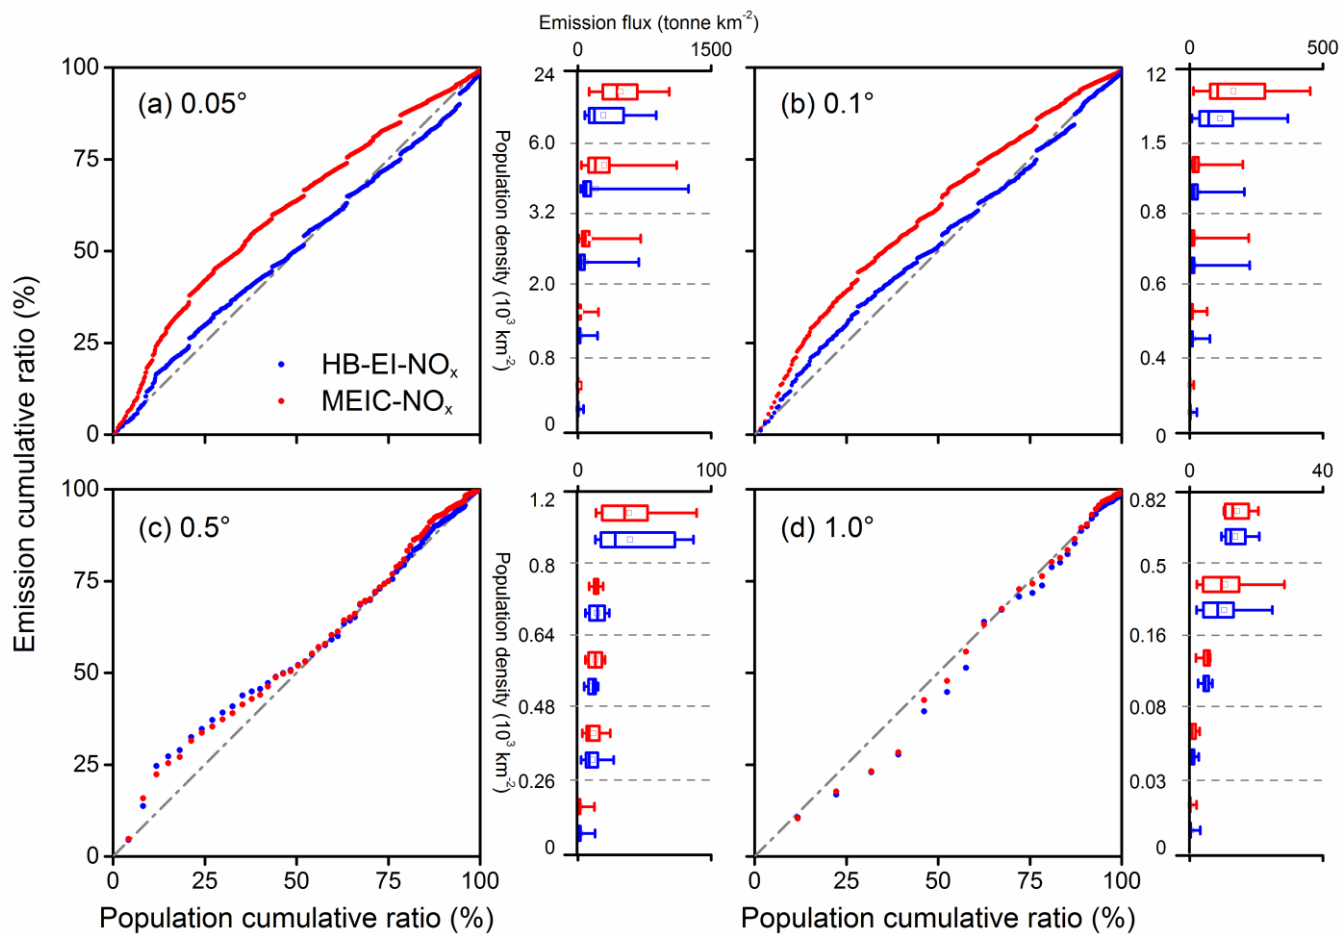 Emission flux (tonne km-2)
0 1500
0 500
100
75
50
25
0
(a) 0.05°
HB-EI-NOx
MEIC-NOx
24
6.0
3.2
2.0
0.8
0
Population density (10³ km-2)
(b) 0.1°
12
1.5
0.8
0.6
0.4
0
Emission cumulative ratio (%)
0 100
0 40
100
75
50
25
0
(c) 0.5°
1.2
0.8
0.64
0.48
0.26
0
Population density (10³ km-2)
(d) 1.0°
0.82
0.5
0.16
0.08
0.03
0
0 25 50 75 100
0 25 50 75 100
Population cumulative ratio (%)
Population cumulative ratio (%)